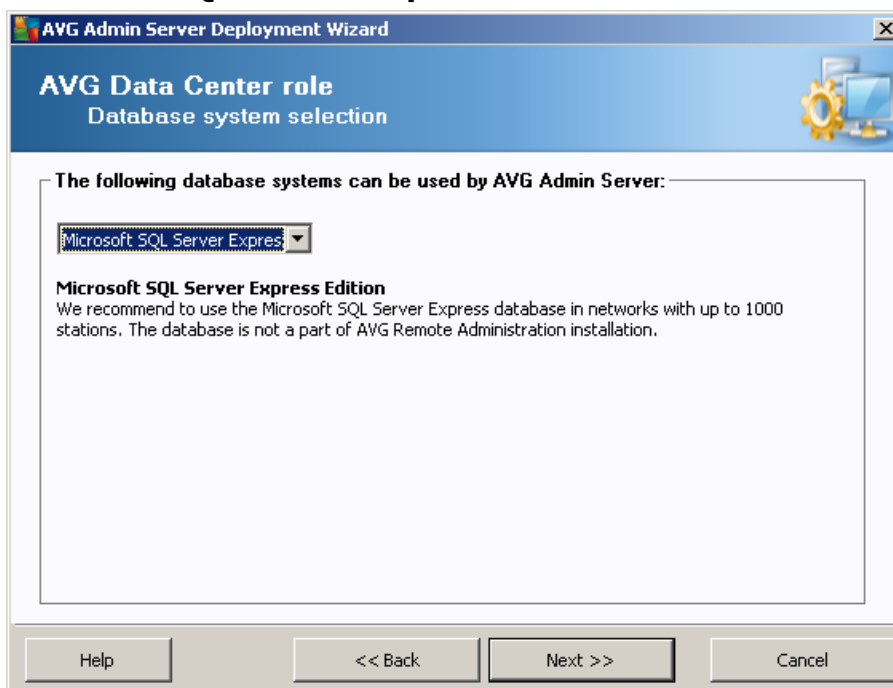 AVG Admin Server Deployment Wizard
AVG Data Center role
Database system selection
The following database systems can be used by AVG Admin Server:
Microsoft SQL Server Expres
Microsoft SQL Server Express Edition
We recommend to use the Microsoft SQL Server Express database in networks with up to 1000
stations. The database is not a part of AVG Remote Administration installation.
Help
<< Back
Next >>
Cancel